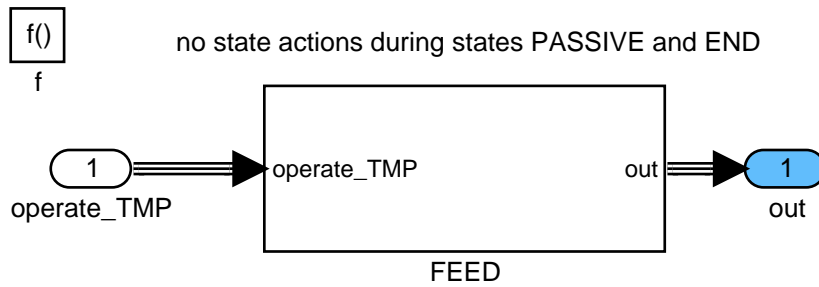 f()
f
no state actions during states PASSIVE and END
1
operate_TMP
operate_TMP
out
FEED
1
out